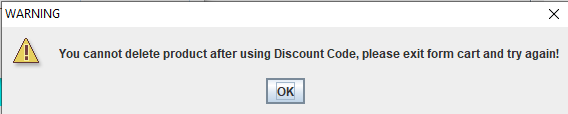 WARNING
You cannot delete product after using Discount Code, please exit form cart and try again!
OK